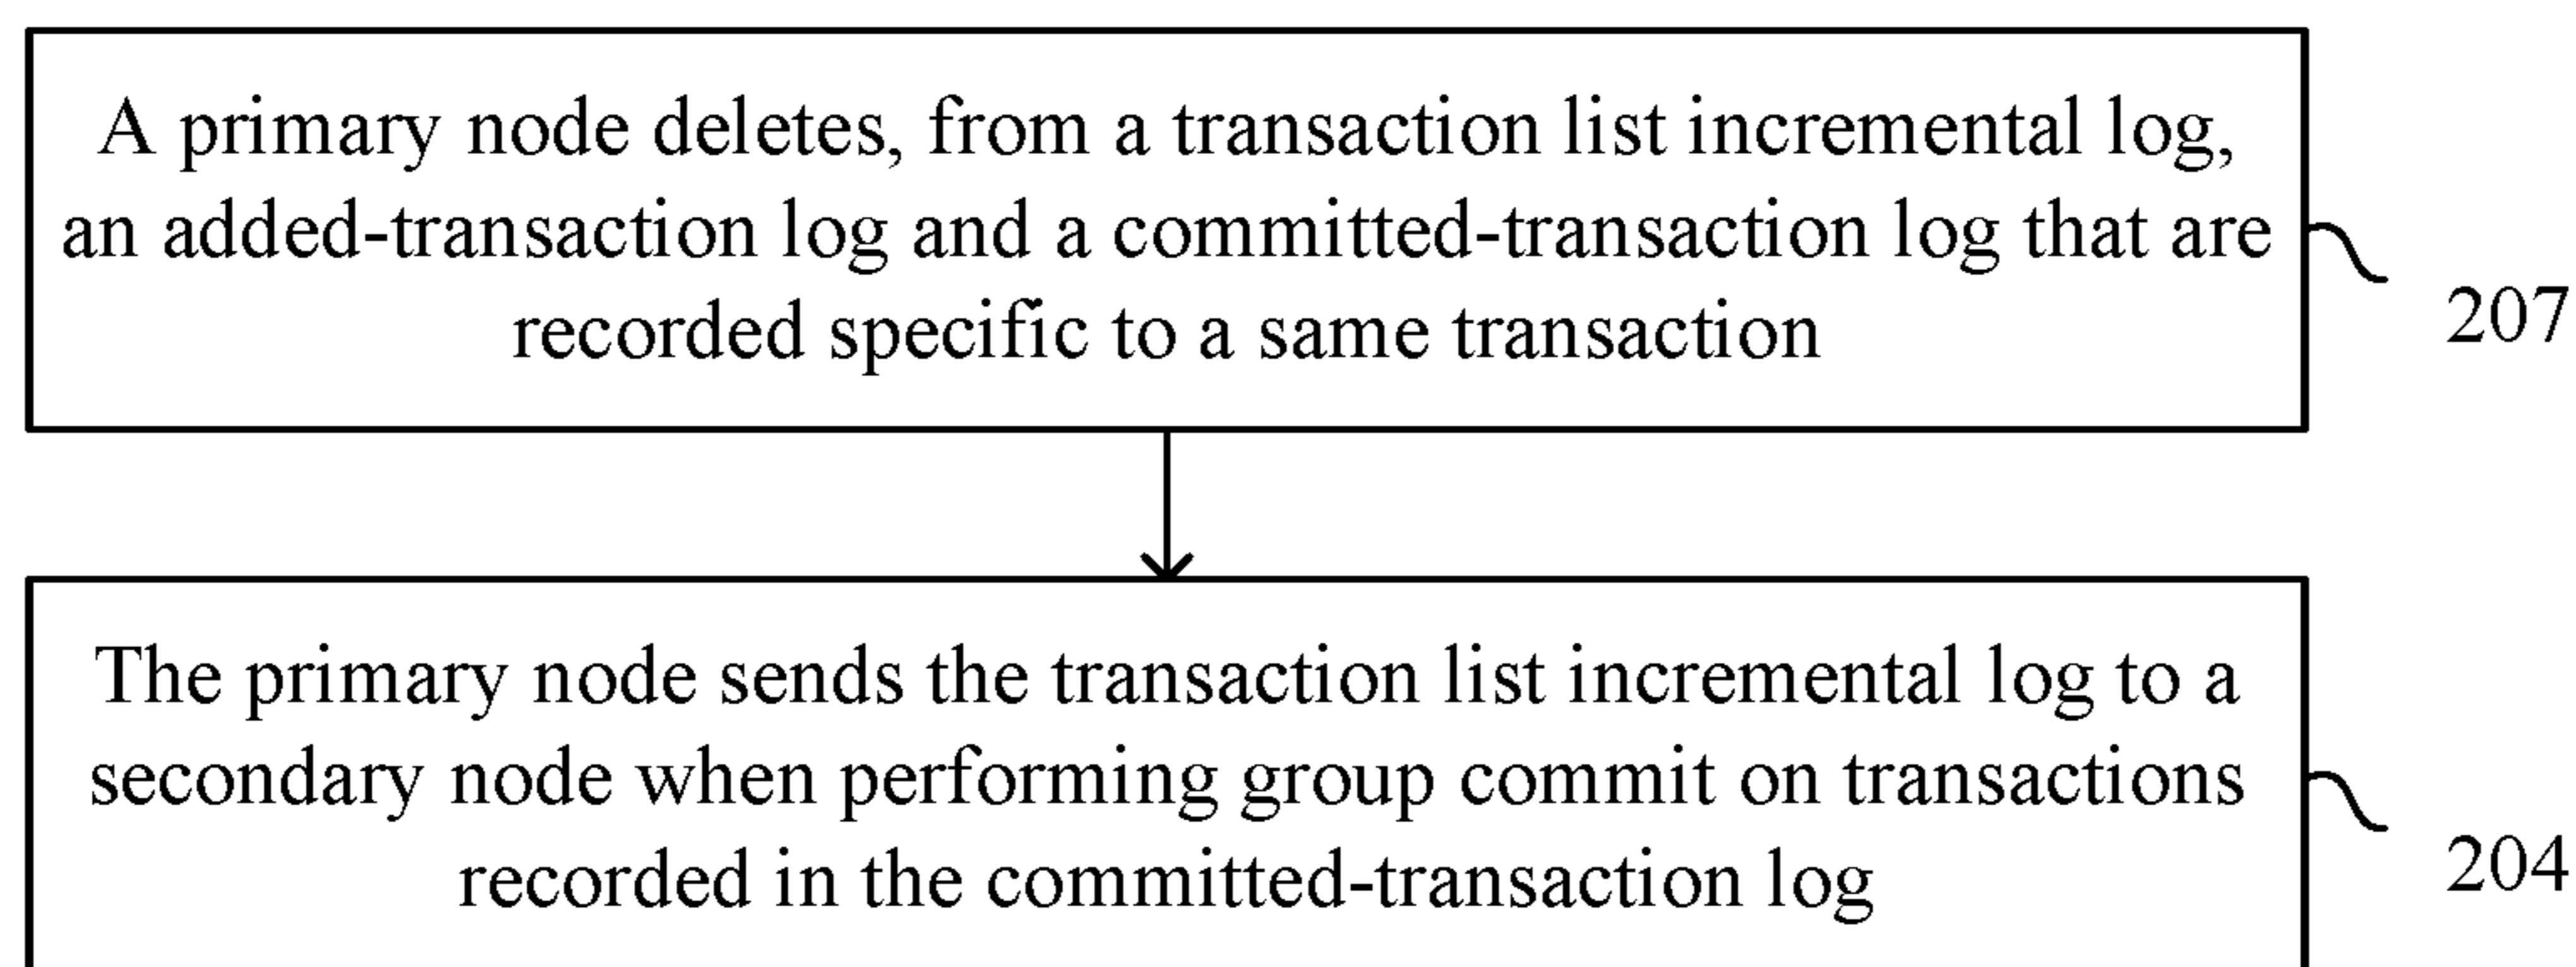 A primary node deletes, from a transaction list incremental log,
an added-transaction log and a committed-transaction log that are
recorded specific to a same transaction
207
The primary node sends the transaction list incremental log to a
secondary node when performing group commit on transactions
recorded in the committed-transaction log
204